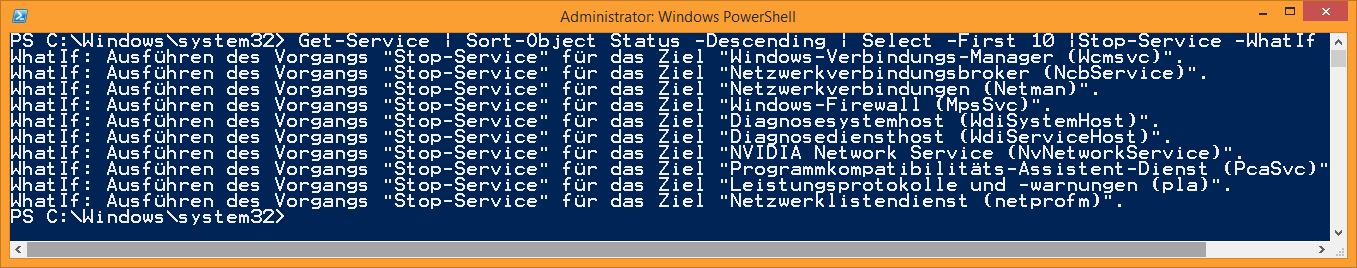 Administrator: Windows PowerShell
PS C:\Windows\system32> Get-Service | Sort-Object Status -Descending | Select -First 10 |Stop-Service -WhatIf
WhatIf: Ausführen des Vorgangs "Stop-Service" für das Ziel "Windows-Verbindungs-Manager (Wcmsvc)".
WhatIf: Ausführen des Vorgangs "Stop-Service" für das Ziel "Netzwerkverbindungsbroker (NcbService)".
WhatIf: Ausführen des Vorgangs "Stop-Service" für das Ziel "Netzwerkverbindungen (Netman)".
WhatIf: Ausführen des Vorgangs "Stop-Service" für das Ziel "Windows-Firewall (MpsSvc)".
WhatIf: Ausführen des Vorgangs "Stop-Service" für das Ziel "Diagnosesystemhost (WdiSystemHost)".
WhatIf: Ausführen des Vorgangs "Stop-Service" für das Ziel "Diagnosediensthost (WdiServiceHost)".
WhatIf: Ausführen des Vorgangs "Stop-Service" für das Ziel "NVIDIA Network Service (NvNetworkService)".
WhatIf: Ausführen des Vorgangs "Stop-Service" für das Ziel "Programmkompatibilitäts-Assistent-Dienst (PcaSvc)"
WhatIf: Ausführen des Vorgangs "Stop-Service" für das Ziel "Leistungsprotokolle und -warnungen (pla)".
WhatIf: Ausführen des Vorgangs "Stop-Service" für das Ziel "Netzwerklistendienst (netprofm)".
PS C:\Windows\system32>